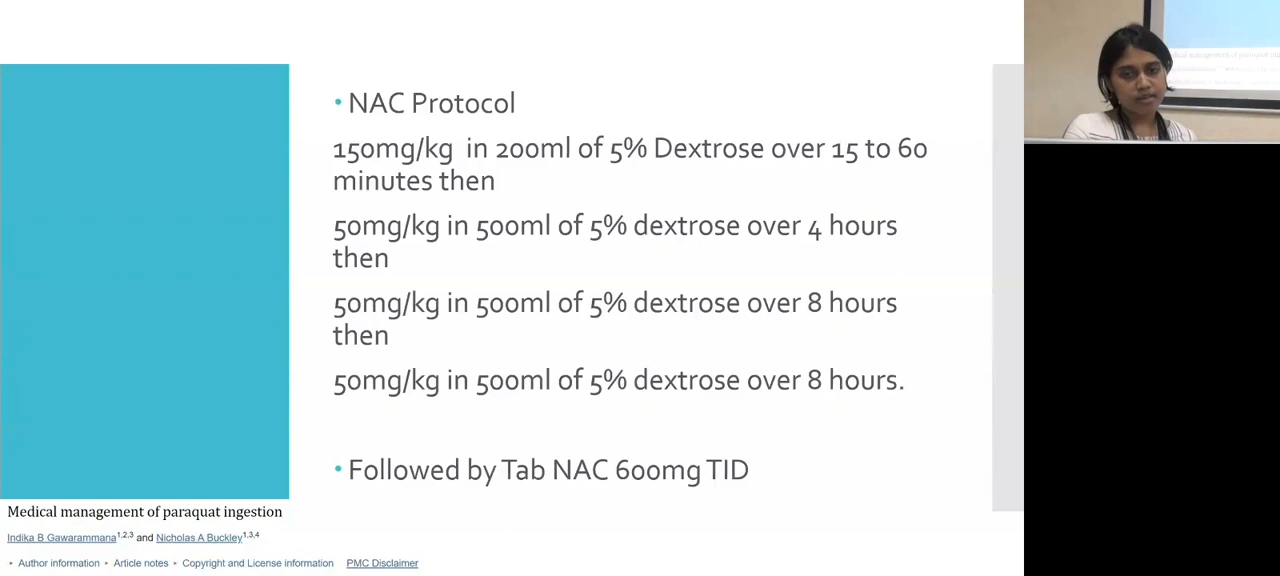 • NAC Protocol
150mg/kg in 200ml of 5% Dextrose over 15 to 60
minutes then
50mg/kg in 500ml of 5% dextrose over 4 hours
then
50mg/kg in 500ml of 5% dextrose over 8 hours
then
50mg/kg in 500ml of 5% dextrose over 8 hours.
• Followed by Tab NAC 600mg TID
Medical management of paraquat ingestion
Indika B Gawarammana1,2,3 and Nicholas A Buckley1,3,4
▸ Author information ▸ Article notes ▸ Copyright and License information PMC Disclaimer